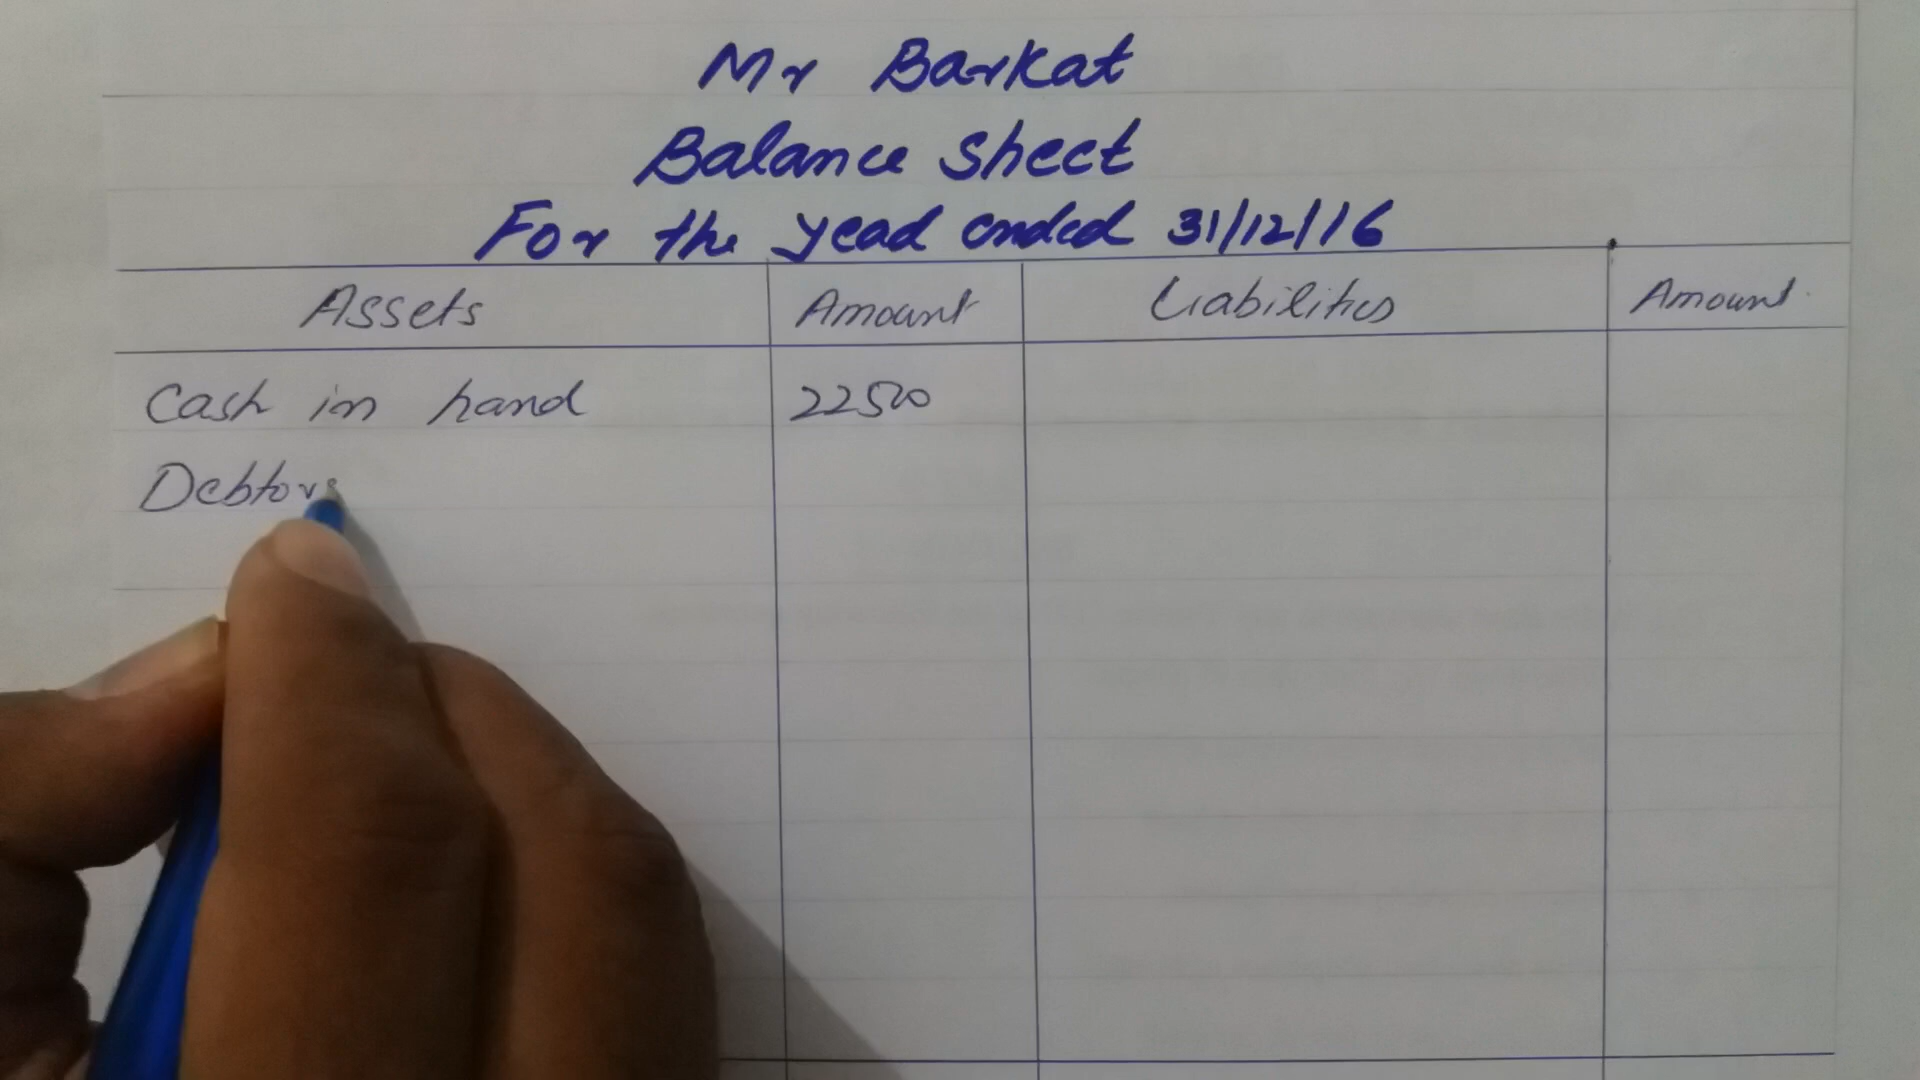 Mr Barkat
Balance Sheet
For the yead ended 31/12/16
Assets Amount Liabilities Amount
Cash in hand 22500
Debtors